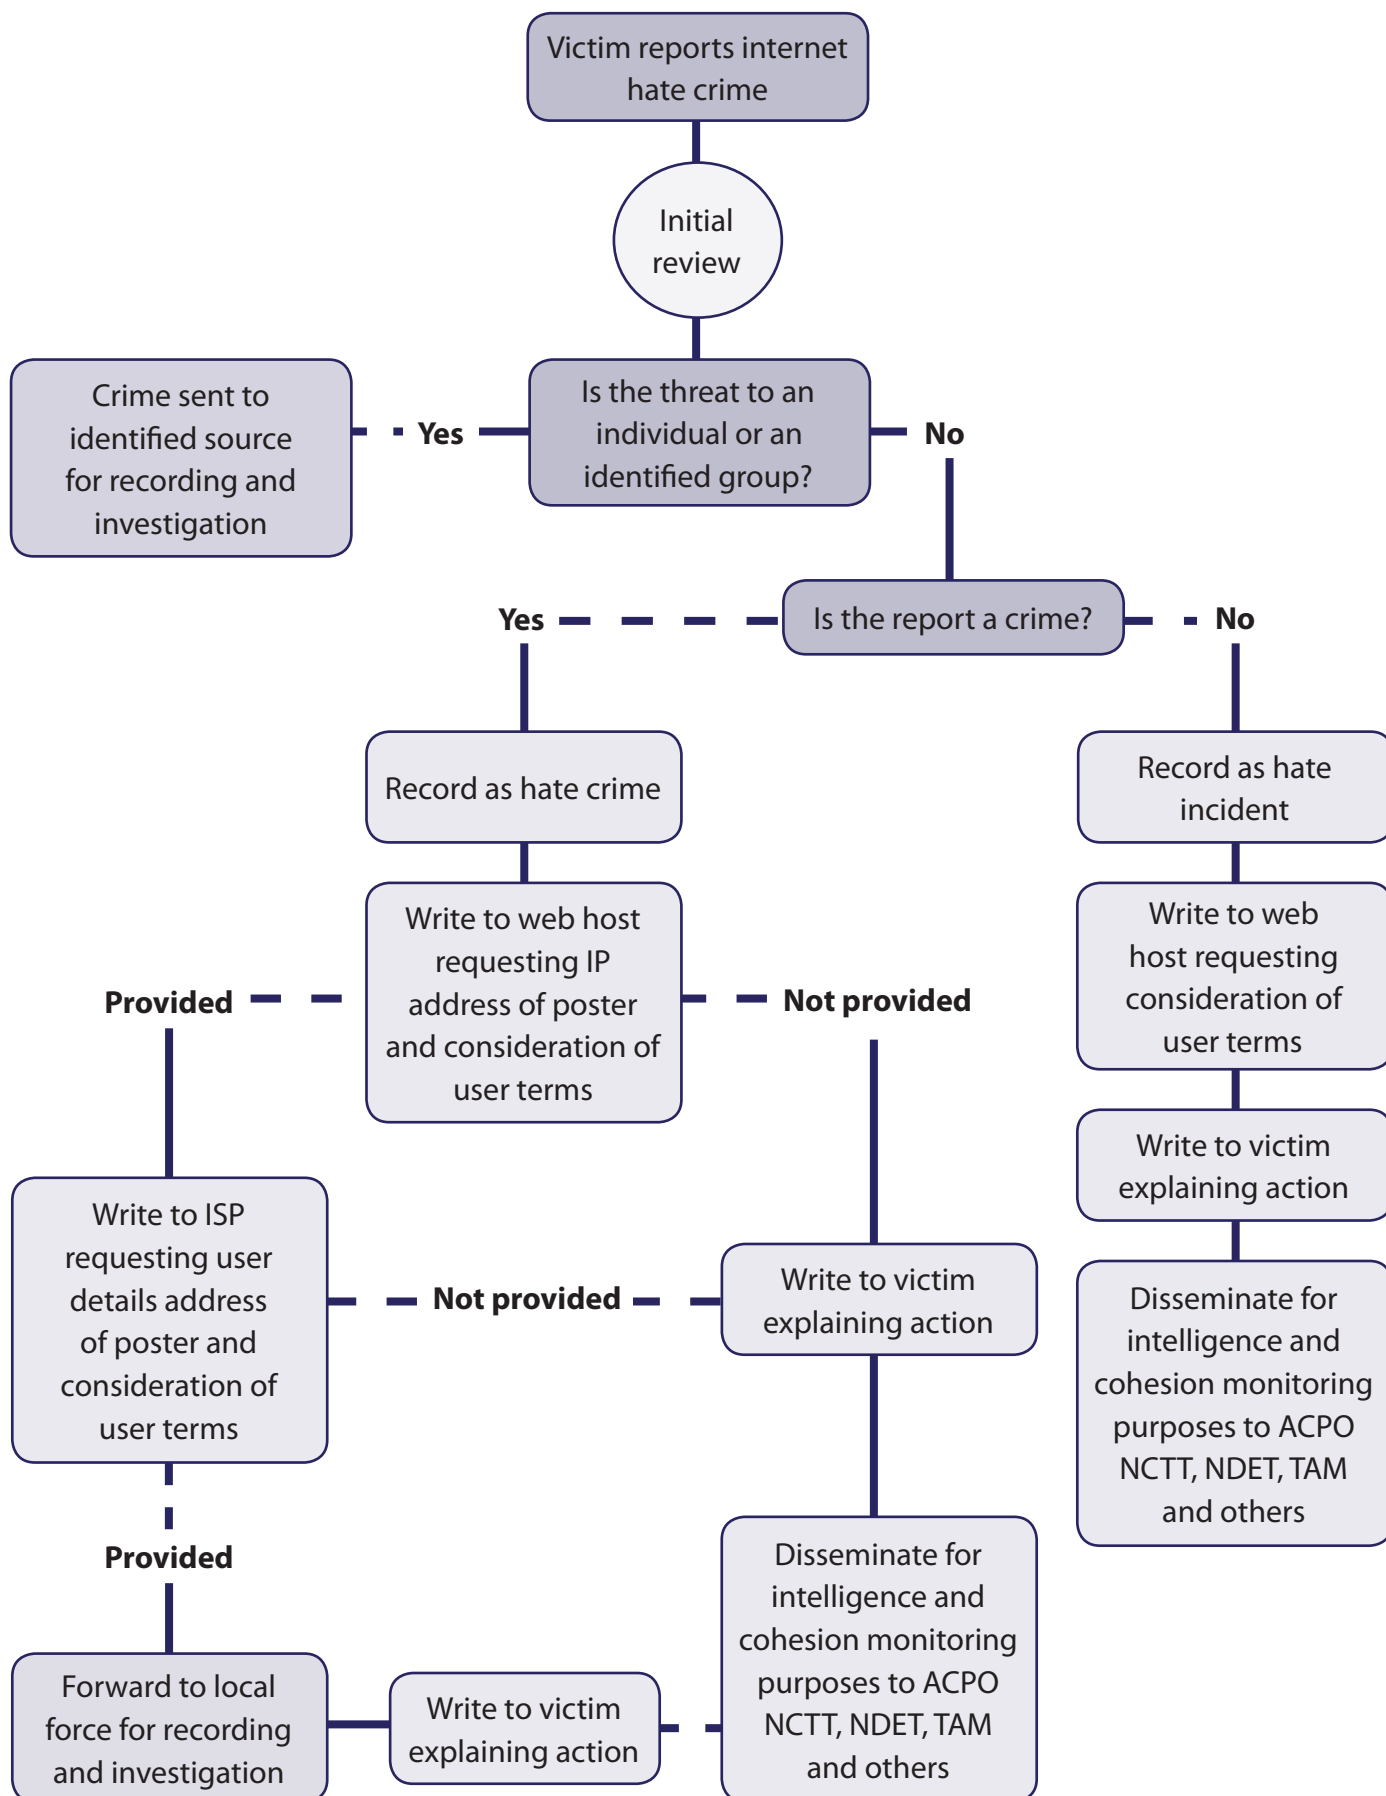 Victim reports internet
hate crime
Initial
review
Crime sent to
identified source
for recording and
investigation
Yes
Is the threat to an
individual or an
identified group?
No
Yes
Is the report a crime?
No
Record as hate crime
Record as hate
incident
Write to web host
requesting IP
address of poster
and consideration of
user terms
Write to web
host requesting
consideration of
user terms
Provided
Not provided
Write to victim
explaining action
Write to ISP
requesting user
details address
of poster and
consideration of
user terms
Not provided
Write to victim
explaining action
Disseminate for
intelligence and
cohesion monitoring
purposes to ACPO
NCTT, NDET, TAM
and others
Provided
Disseminate for
intelligence and
cohesion monitoring
purposes to ACPO
NCTT, NDET, TAM
and others
Forward to local
force for recording
and investigation
Write to victim
explaining action